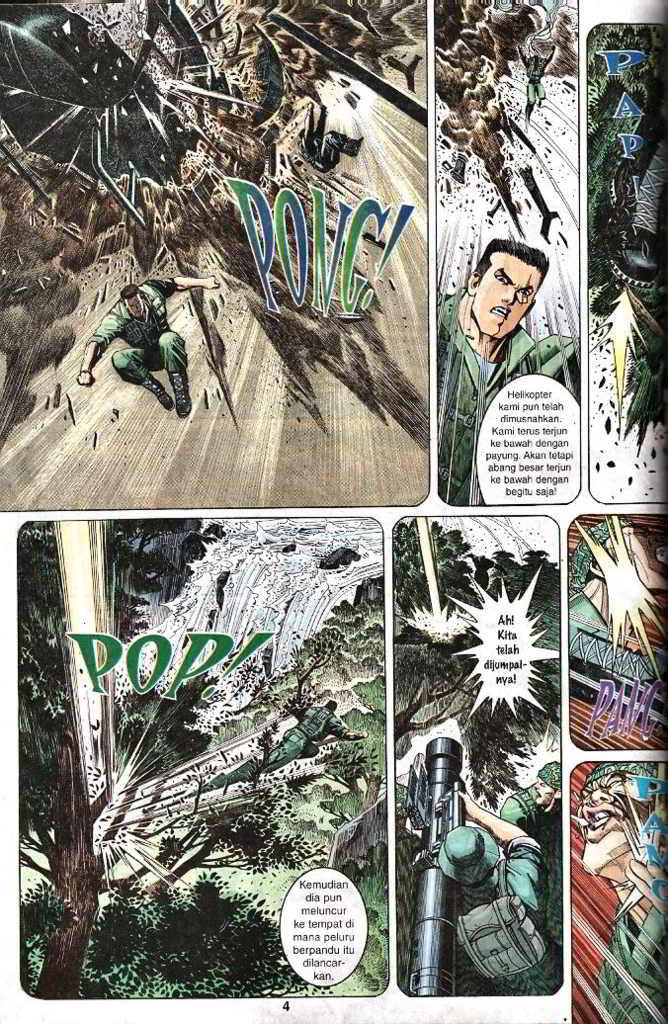 PONG!
Helikopter
kami pun telah
dimusnahkan.
Kami terus terjun
ke bawah dengan
payung. Akan tetapi
abang besar terjun
ke bawah dengan
begitu saja!
PAPI
POP!
Kemudian
dia pun
meluncur
ke tempat di
mana peluru
berpandu itu
dilancar-
kan.
Ah!
Kita
telah
dijumpai-
nya!
PANG
PANG
4